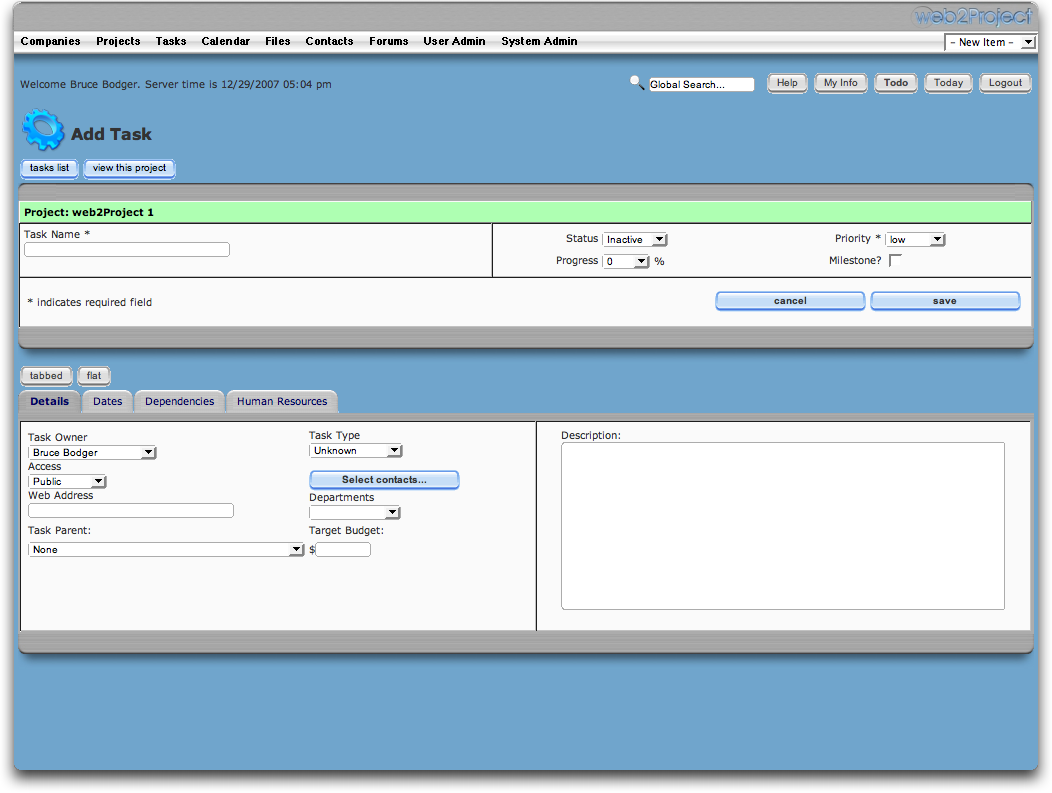 web2Project
Companies Projects Tasks Calendar Files Contacts Forums User Admin System Admin - New Item -
Welcome Bruce Bodger. Server time is 12/29/2007 05:04 pm Global Search... Help My Info Todo Today Logout
Add Task
tasks list view this project
Project: web2Project 1
Task Name * Status Inactive Priority * low
Progress 0 % Milestone?
* indicates required field cancel save
tabbed flat
Details Dates Dependencies Human Resources
Task Owner Task Type Description:
Bruce Bodger Unknown
Access
Public Select contacts...
Web Address Departments
Task Parent: Target Budget:
None $